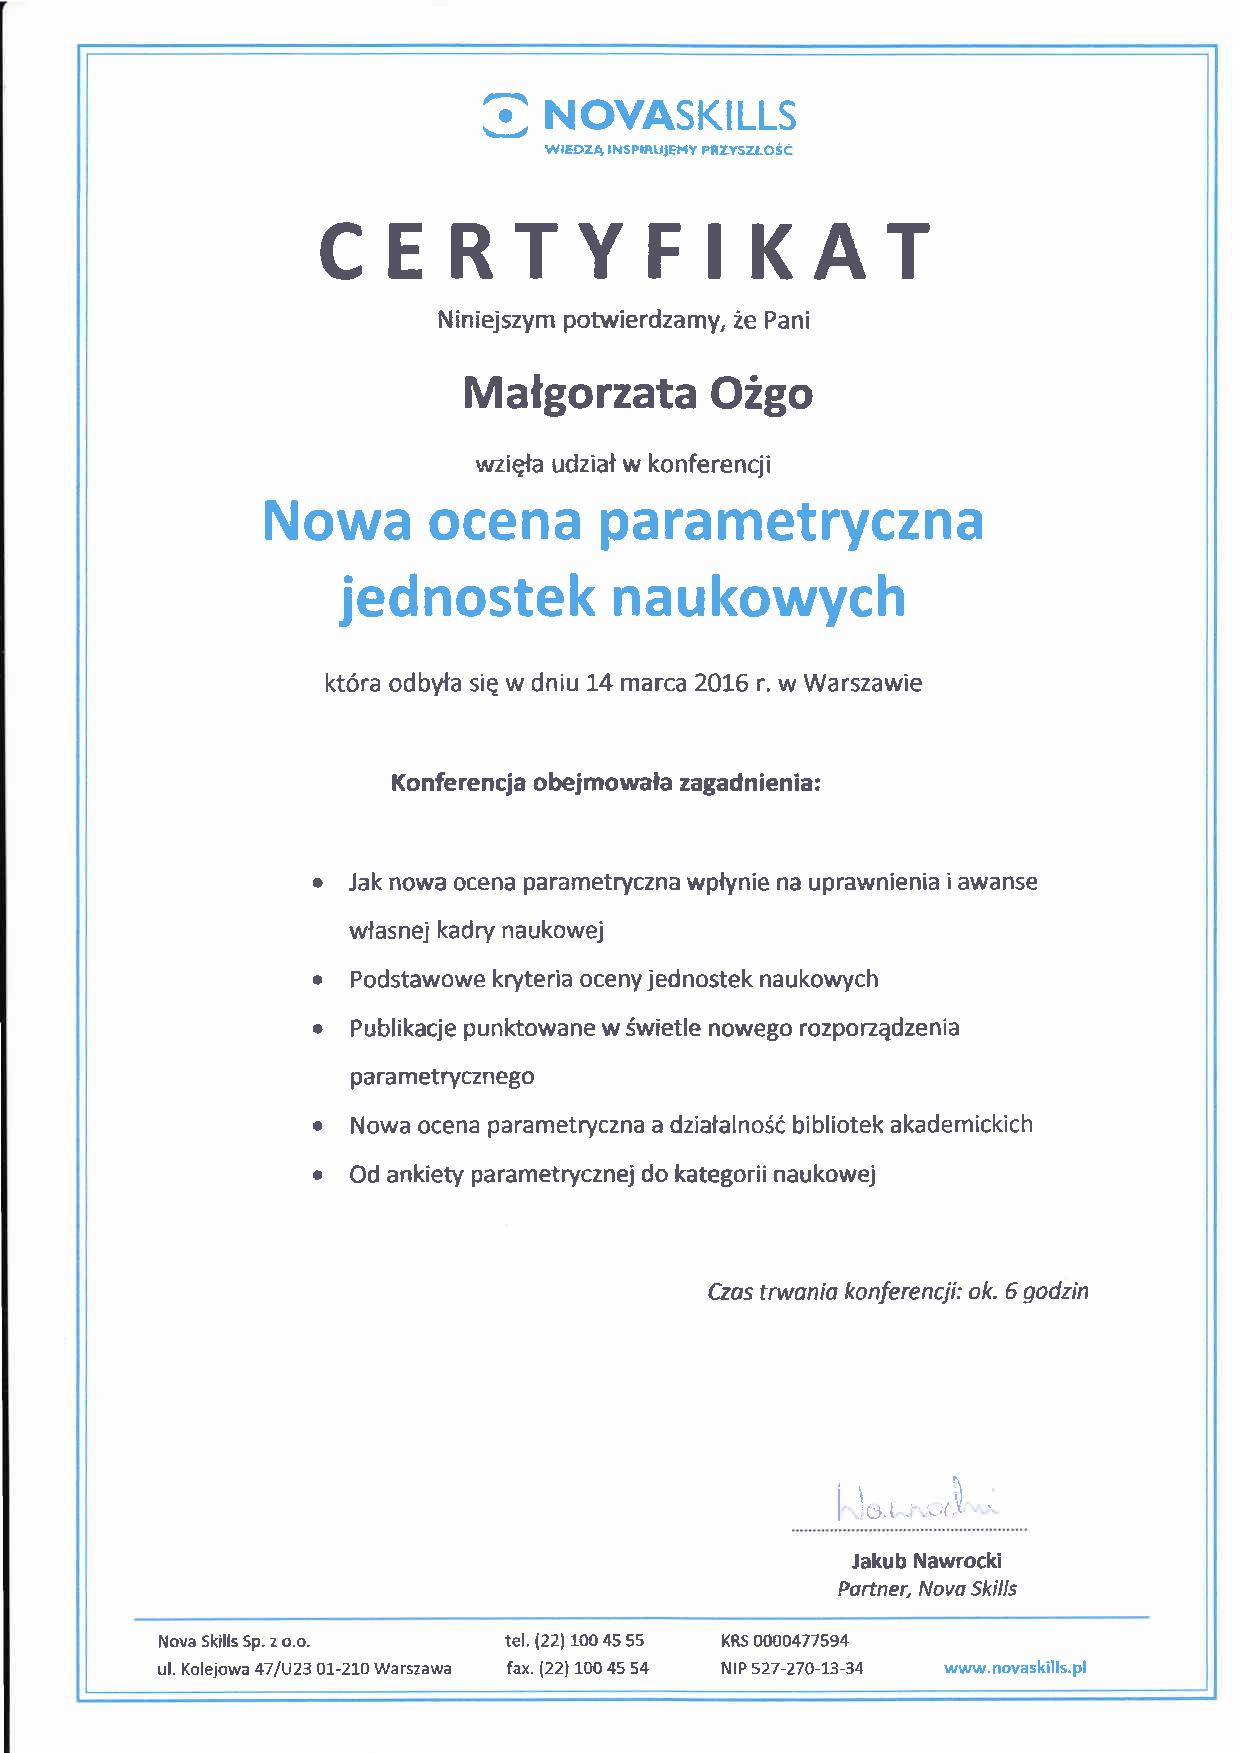 NOVASKILLS
WIEDZĄ INSPIRUJEMY PRZYSZŁOŚĆ
CERTYFIKAT
Niniejszym potwierdzamy, że Pani
Małgorzata Ożgo
wzięła udział w konferencji
Nowa ocena parametryczna
jednostek naukowych
która odbyła się w dniu 14 marca 2016 r. w Warszawie
Konferencja obejmowała zagadnienia:
• Jak nowa ocena parametryczna wpłynie na uprawnienia i awanse
własnej kadry naukowej
• Podstawowe kryteria oceny jednostek naukowych
• Publikacje punktowane w świetle nowego rozporządzenia
parametrycznego
• Nowa ocena parametryczna a działalność bibliotek akademickich
• Od ankiety parametrycznej do kategorii naukowej
Czas trwania konferencji: ok. 6 godzin
Nawrocki
Jakub Nawrocki
Partner, Nova Skills
Nova Skills Sp. z o.o. tel. (22) 100 45 55 KRS 0000477594
ul. Kolejowa 47/U23 01-210 Warszawa fax. (22) 100 45 54 NIP 527-270-13-34 www.novaskills.pl